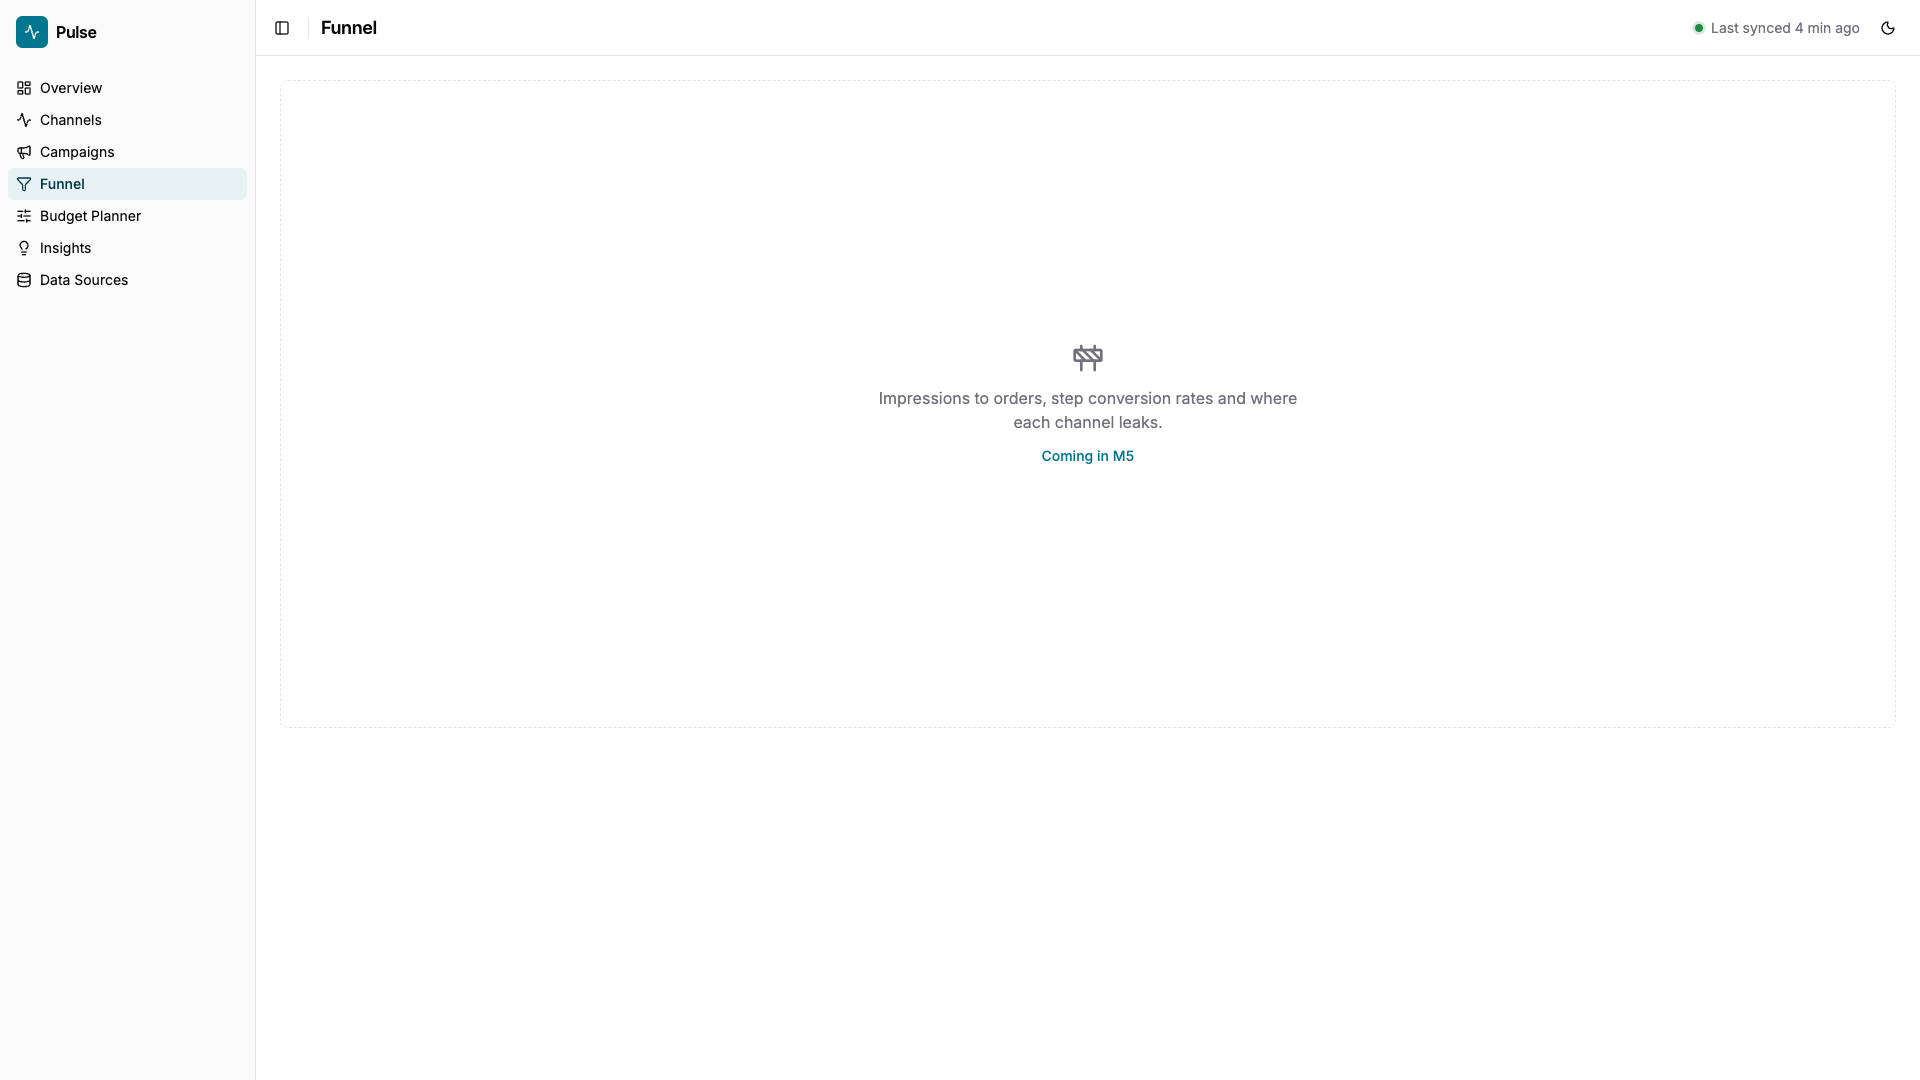 Pulse
Overview
Channels
Campaigns
Funnel
Budget Planner
Insights
Data Sources
Funnel
Last synced 4 min ago
Impressions to orders, step conversion rates and where
each channel leaks.
Coming in M5